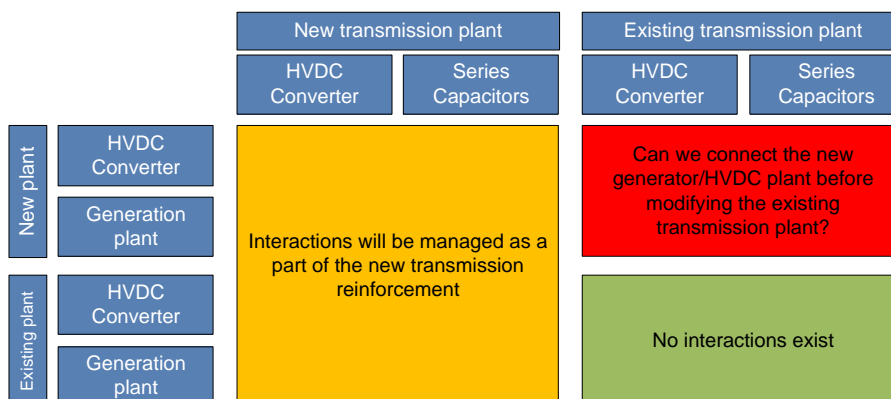 New transmission plant
Existing transmission plant
HVDC
Converter
Series
Capacitors
HVDC
Converter
Series
Capacitors
New plant
HVDC
Converter
Generation
plant
Interactions will be managed as a
part of the new transmission
reinforcement
Can we connect the new
generator/HVDC plant before
modifying the existing
transmission plant?
Existing plant
HVDC
Converter
Generation
plant
No interactions exist